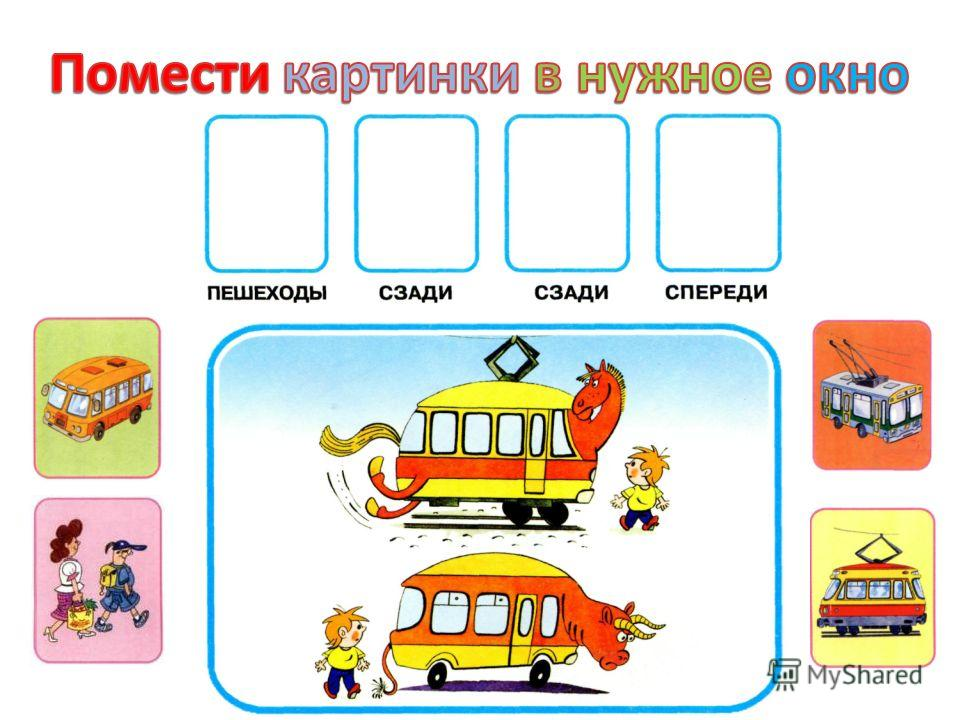 Помести картинки в нужное окно
ПЕШЕХОДЫ СЗАДИ СЗАДИ СПЕРЕДИ
MyShared